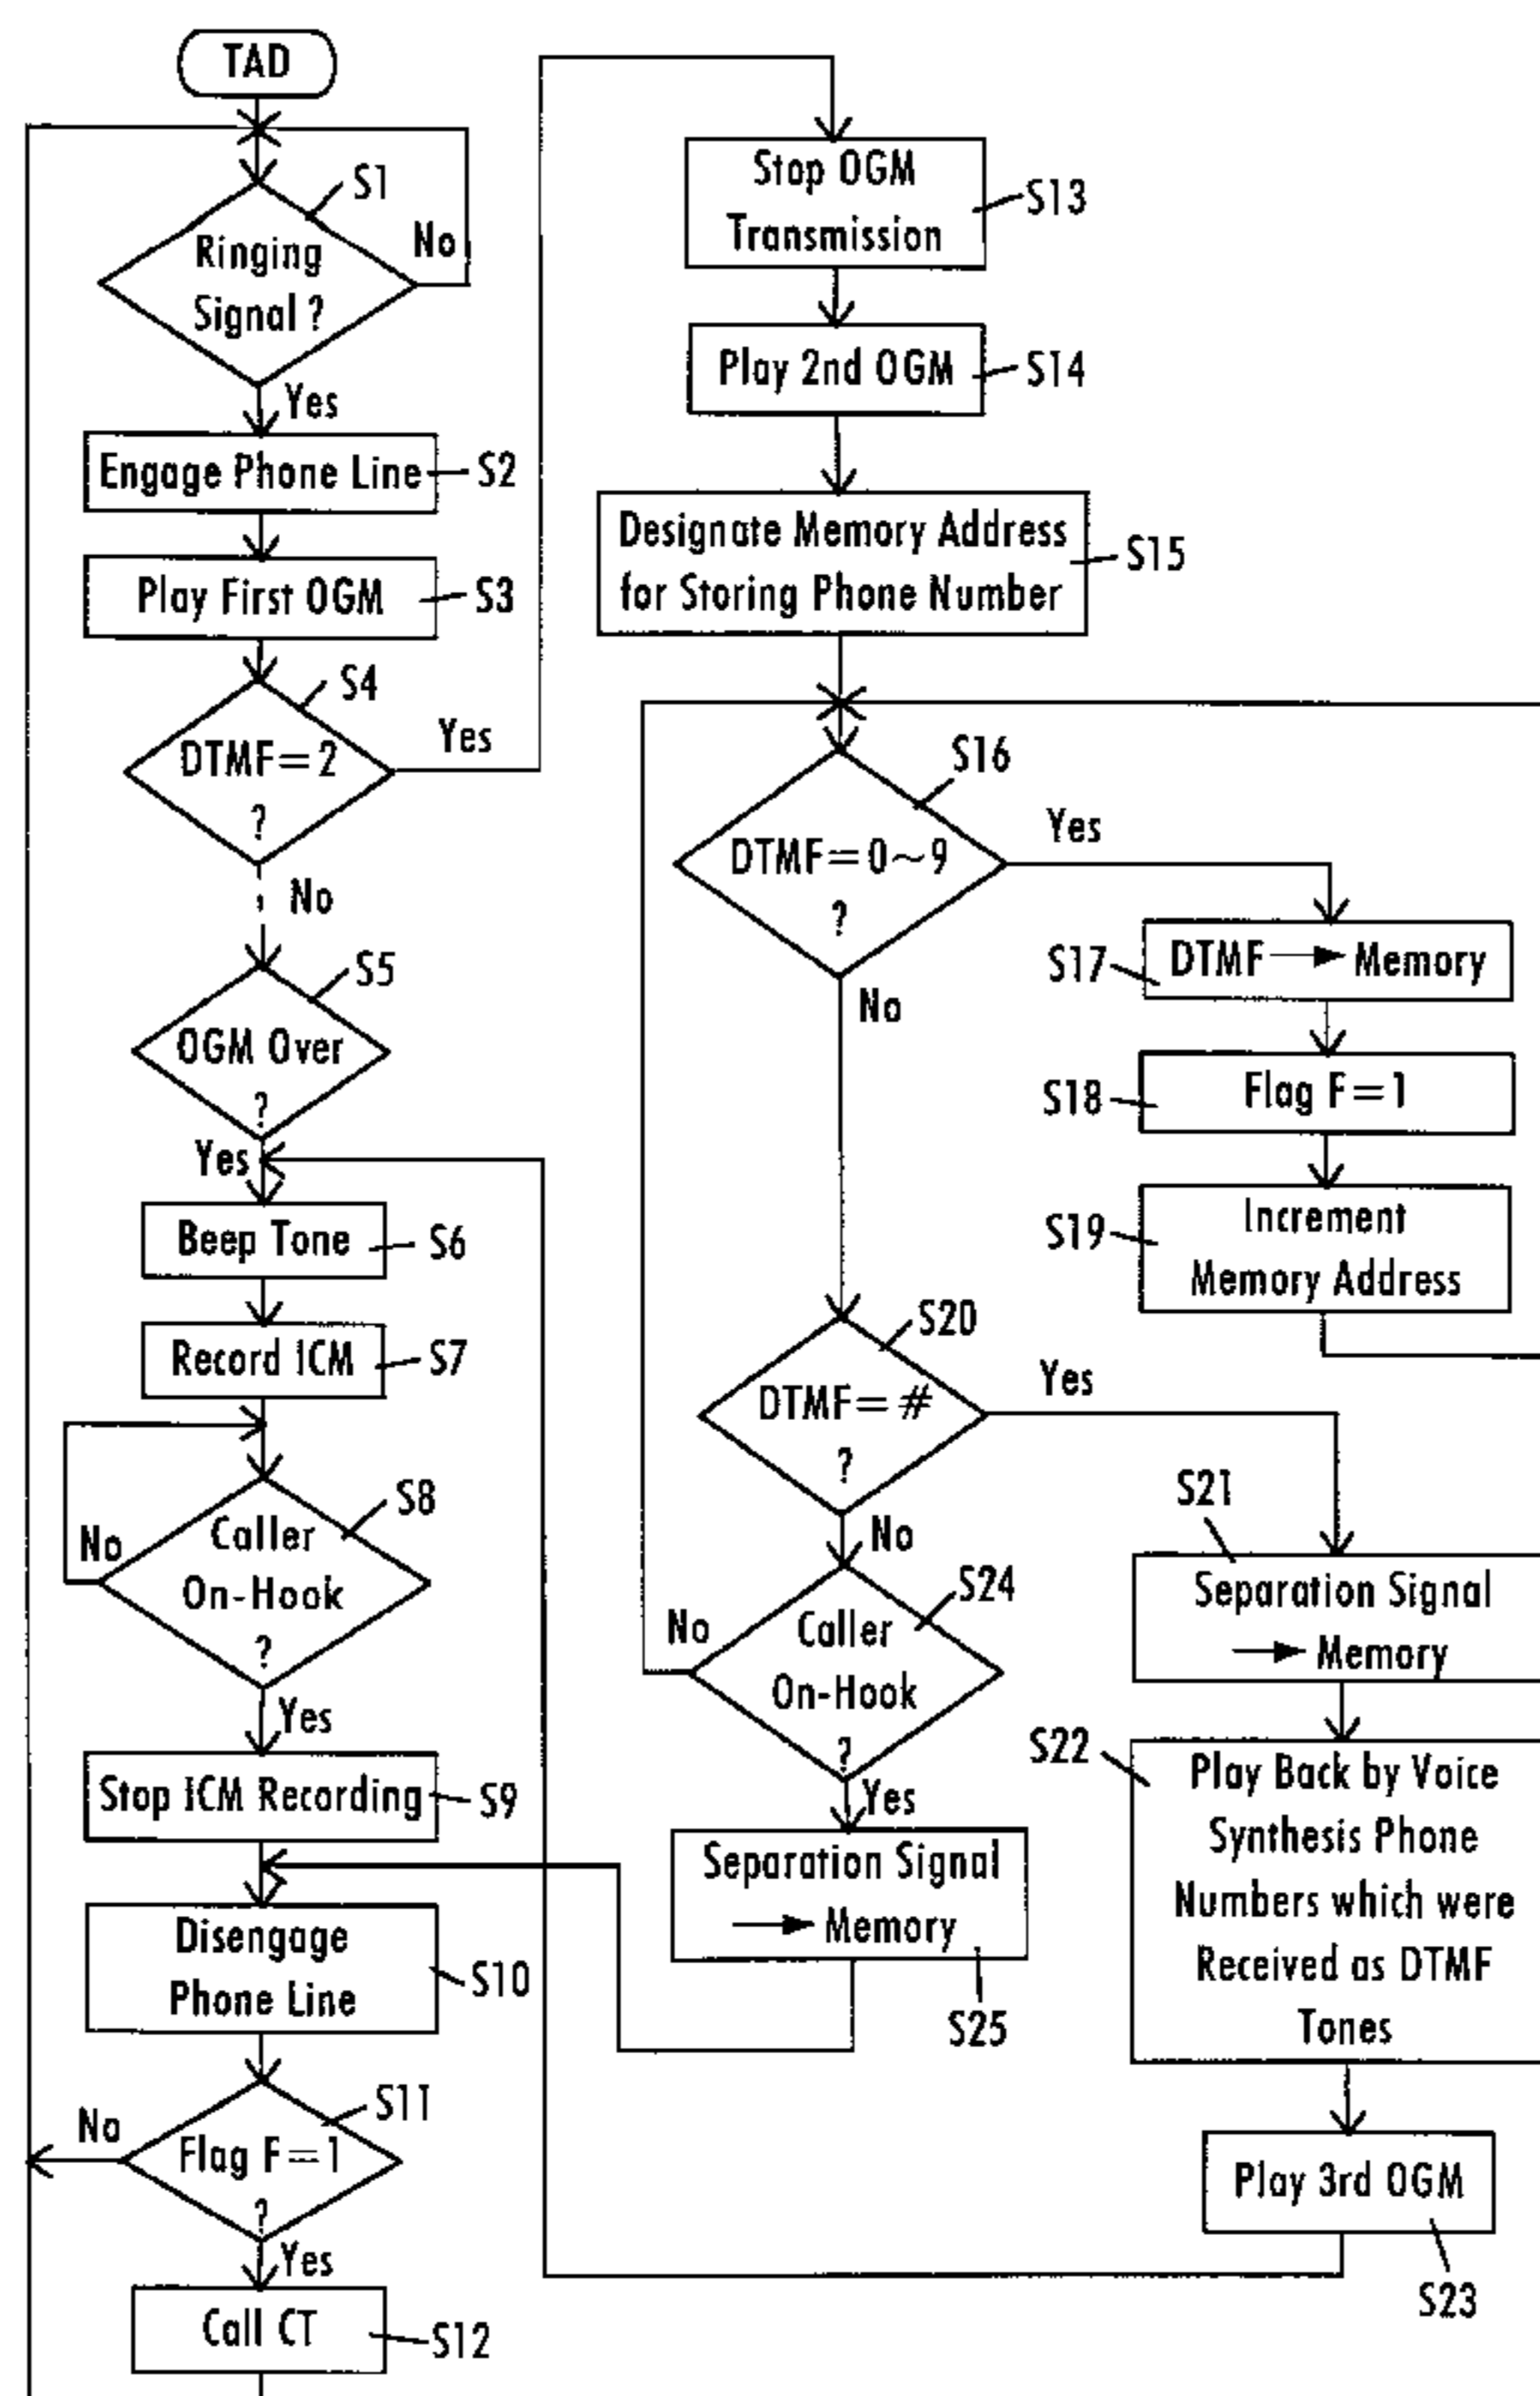 TAD
S1
Ringing
Signal ?
No
Yes
Engage Phone Line
S2
Play First OGM
S3
S4
DTMF=2
?
Yes
No
S5
OGM Over
?
Yes
Beep Tone
S6
Record ICM
S7
S8
Caller
On-Hook
?
No
Yes
Stop ICM Recording
S9
Disengage
Phone Line
S10
S11
Flag F=1
?
No
Yes
Call CT
S12
Stop OGM
Transmission
S13
Play 2nd OGM
S14
Designate Memory Address
for Storing Phone Number
S15
S16
DTMF=0~9
?
Yes
No
S17
DTMF → Memory
S18
Flag F=1
S19
Increment
Memory Address
S20
DTMF=#
?
Yes
No
S21
Separation Signal
→ Memory
S22
Play Back by Voice
Synthesis Phone
Numbers which were
Received as DTMF
Tones
Play 3rd OGM
S23
S24
Caller
On-Hook
?
No
Yes
Separation Signal
→ Memory
S25